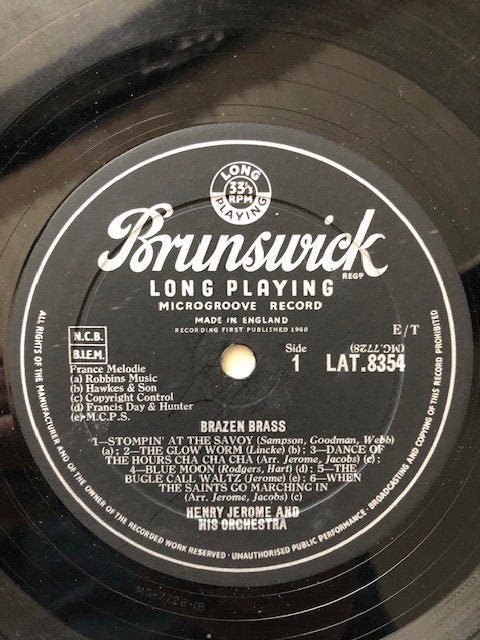 LONG
33⅓
RPM
PLAYING
Brunswick
REGD
LONG PLAYING
MICROGROOVE RECORD
MADE IN ENGLAND
RECORDING FIRST PUBLISHED 1960
E/T
N.C.B.
B.I.E.M.
Side
1
(MG.7728)
LAT.8354
France Melodie
(a) Robbins Music
(b) Hawkes & Son
(c) Copyright Control
(d) Francis Day & Hunter
(e) M.C.P.S.
BRAZEN BRASS
1—STOMPIN' AT THE SAVOY (Sampson, Goodman, Webb)
(a) ; 2—THE GLOW WORM (Lincke) (b) ; 3—DANCE OF
THE HOURS CHA CHA CHA (Arr. Jerome, Jacobs) (c) ;
4—BLUE MOON (Rodgers, Hart) (d) ; 5—THE
BUGLE CALL WALTZ (Jerome) (e) ; 6—WHEN
THE SAINTS GO MARCHING IN
(Arr. Jerome, Jacobs) (c)
HENRY JEROME AND
HIS ORCHESTRA
ALL RIGHTS OF THE MANUFACTURER AND OF THE OWNER OF THE RECORDED WORK RESERVED · UNAUTHORISED PUBLIC PERFORMANCE · BROADCASTING AND COPYING OF THIS RECORD PROHIBITED
MG-7728-1B